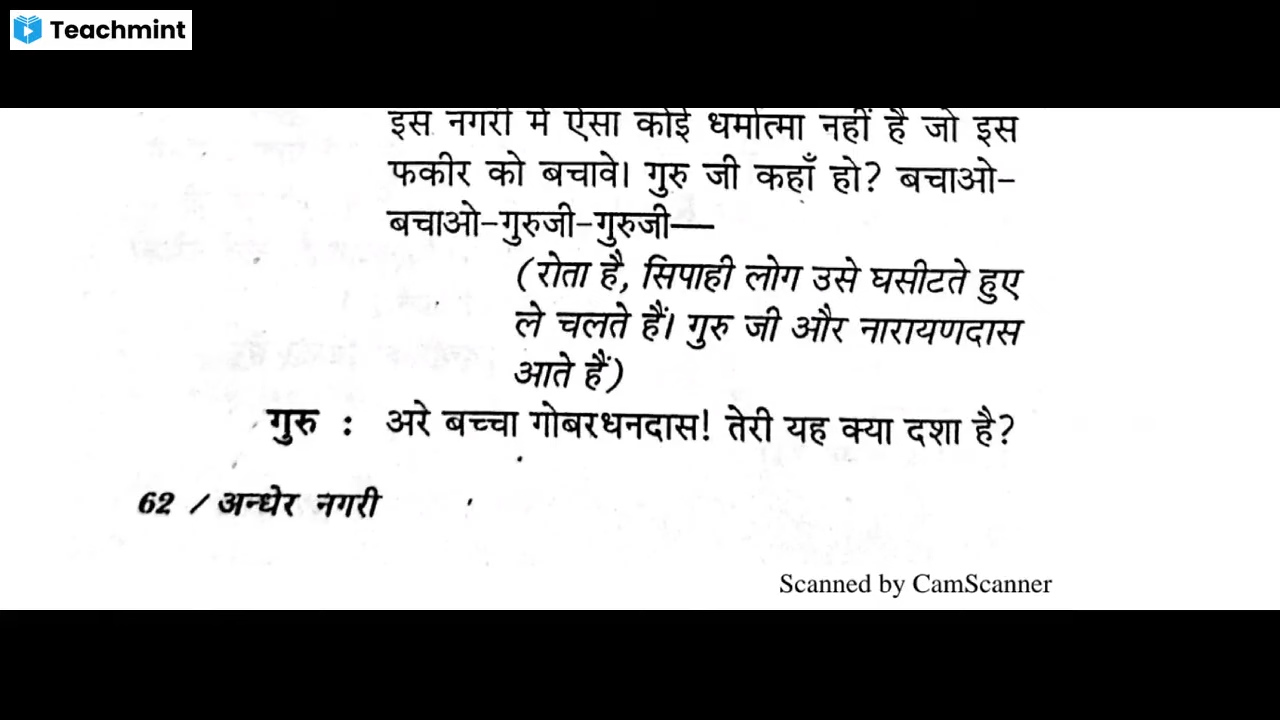 Teachmint
इस नगरी में ऐसा कोई धर्मात्मा नहीं है जो इस
फकीर को बचावे। गुरु जी कहाँ हो? बचाओ-
बचाओ-गुरुजी-गुरुजी—
(रोता है, सिपाही लोग उसे घसीटते हुए
ले चलते हैं। गुरु जी और नारायणदास
आते हैं)
गुरु : अरे बच्चा गोबरधनदास! तेरी यह क्या दशा है?
62 / अन्धेर नगरी
Scanned by CamScanner